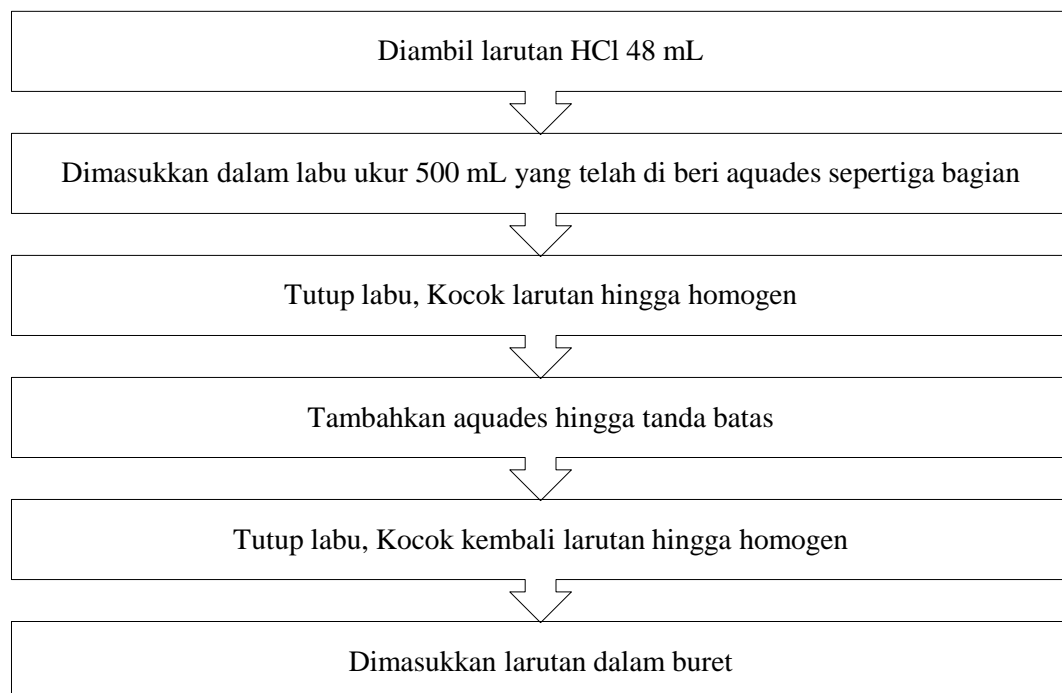 Diambil larutan HCl 48 mL
Dimasukkan dalam labu ukur 500 mL yang telah di beri aquades sepertiga bagian
Tutup labu, Kocok larutan hingga homogen
Tambahkan aquades hingga tanda batas
Tutup labu, Kocok kembali larutan hingga homogen
Dimasukkan larutan dalam buret